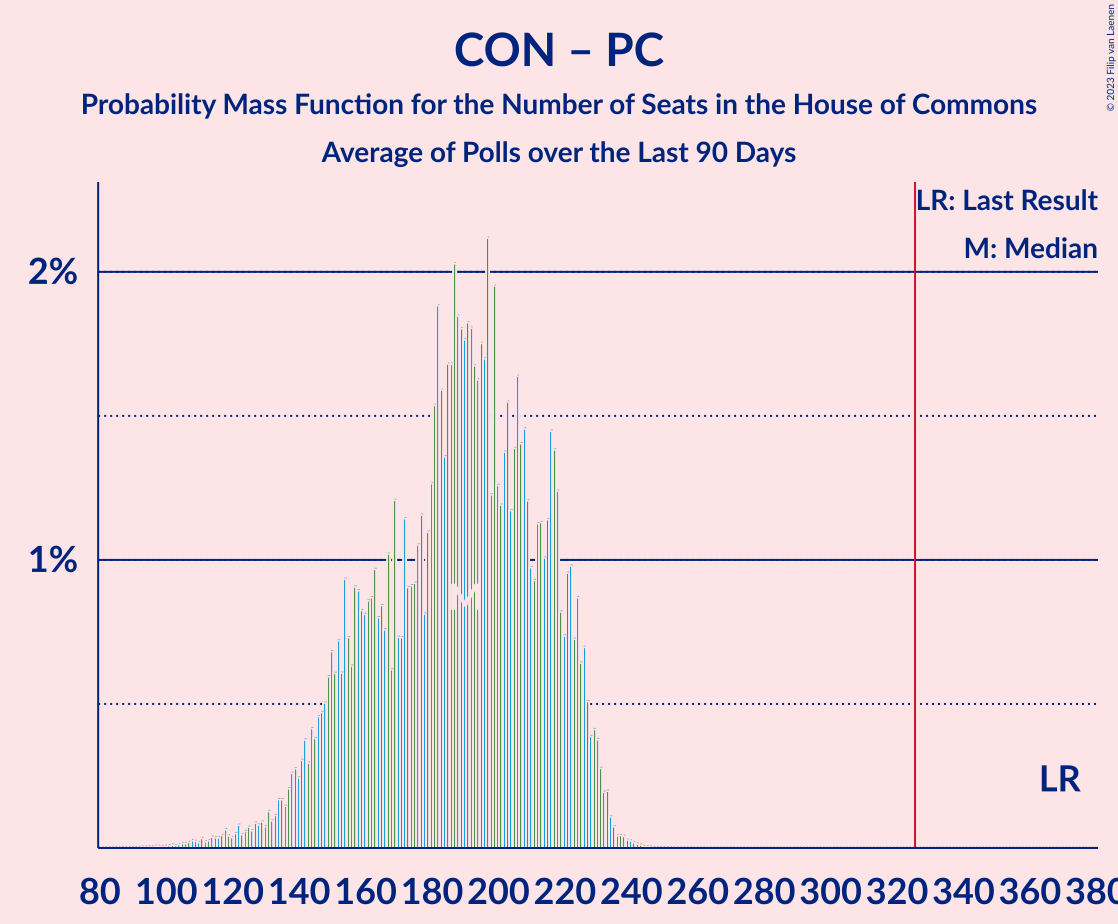 CON – PC
Probability Mass Function for the Number of Seats in the House of Commons
Average of Polls over the Last 90 Days
© 2023 Filip van Laenen
LR: Last Result
M: Median
2%
1%
M
LR
80 100 120 140 160 180 200 220 240 260 280 300 320 340 360 380